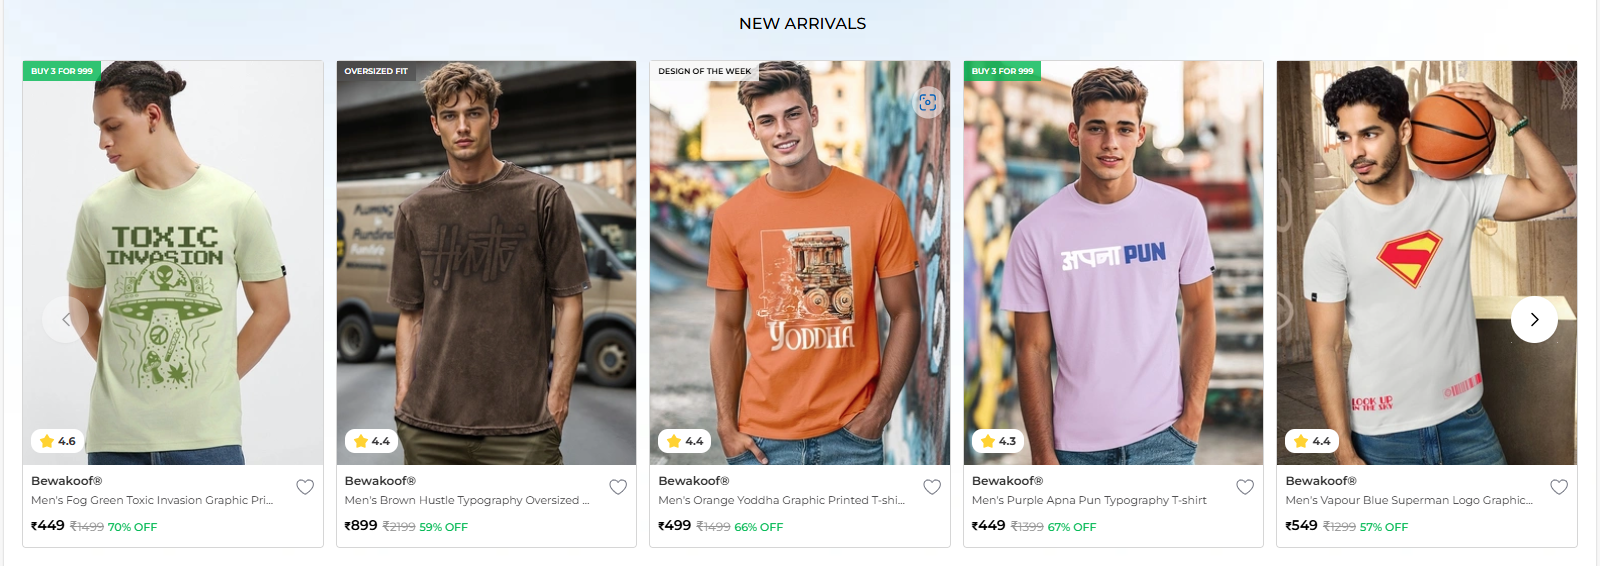 NEW ARRIVALS
BUY 3 FOR 999
TOXIC
INVASION
4.6
Bewakoof®
Men's Fog Green Toxic Invasion Graphic Pri...
₹449 ₹1499 70% OFF
OVERSIZED FIT
Hustle
4.4
Bewakoof®
Men's Brown Hustle Typography Oversized ...
₹899 ₹2199 59% OFF
DESIGN OF THE WEEK
YODDHA
4.4
Bewakoof®
Men's Orange Yoddha Graphic Printed T-shi...
₹499 ₹1499 66% OFF
BUY 3 FOR 999
अपना PUN
4.3
Bewakoof®
Men's Purple Apna Pun Typography T-shirt
₹449 ₹1399 67% OFF
LOOK UP
IN THE SKY
4.4
Bewakoof®
Men's Vapour Blue Superman Logo Graphic...
₹549 ₹1299 57% OFF